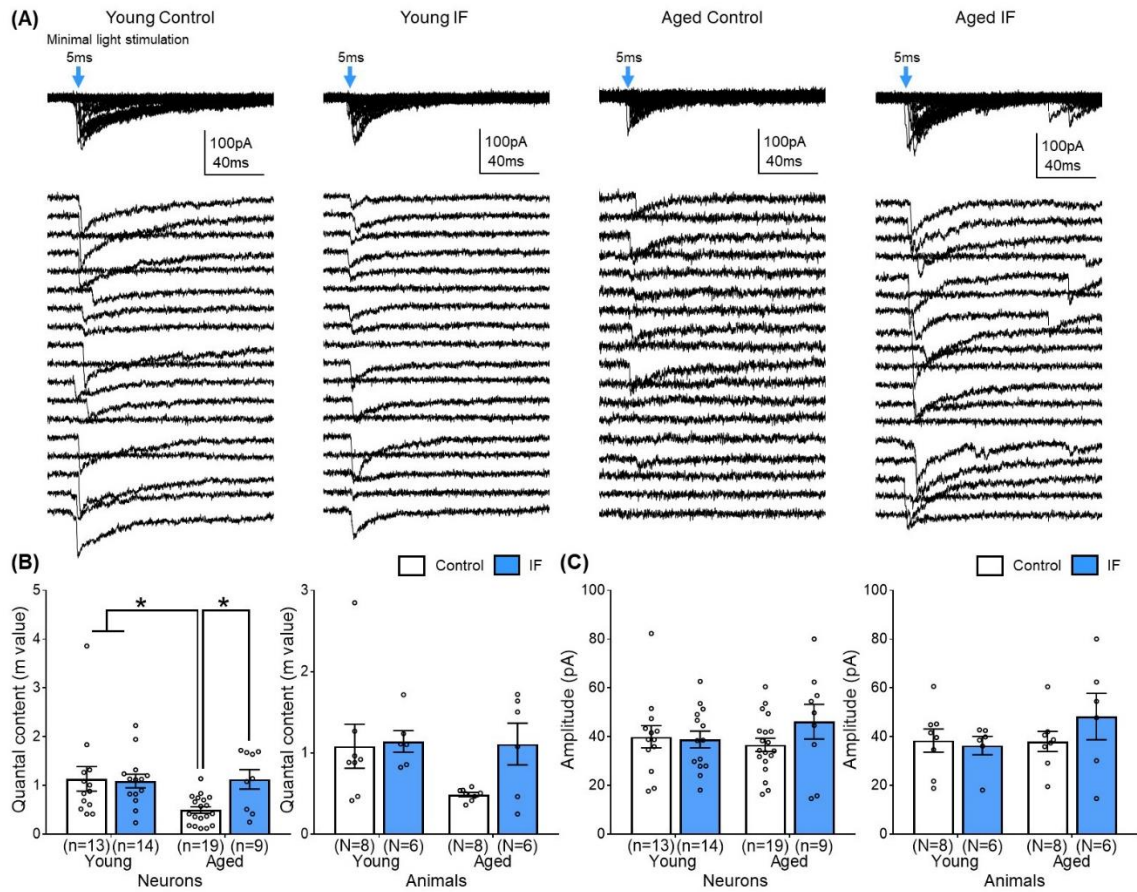 (A) Young Control Young IF Aged Control Aged IF
Minimal light stimulation
5ms 5ms 5ms 5ms
100pA 100pA 100pA 100pA
40ms 40ms 40ms 40ms
(B) Control IF (C) Control IF
Quantal content (m value)
5
4
3
2
1
0
* *
(n=13) (n=14) (n=19) (n=9)
Young Aged
Neurons
Quantal content (m value)
3
2
1
0
(N=8) (N=6) (N=8) (N=6)
Young Aged
Animals
Amplitude (pA)
100
80
60
40
20
0
(n=13) (n=14) (n=19) (n=9)
Young Aged
Neurons
Amplitude (pA)
100
80
60
40
20
0
(N=8) (N=6) (N=8) (N=6)
Young Aged
Animals